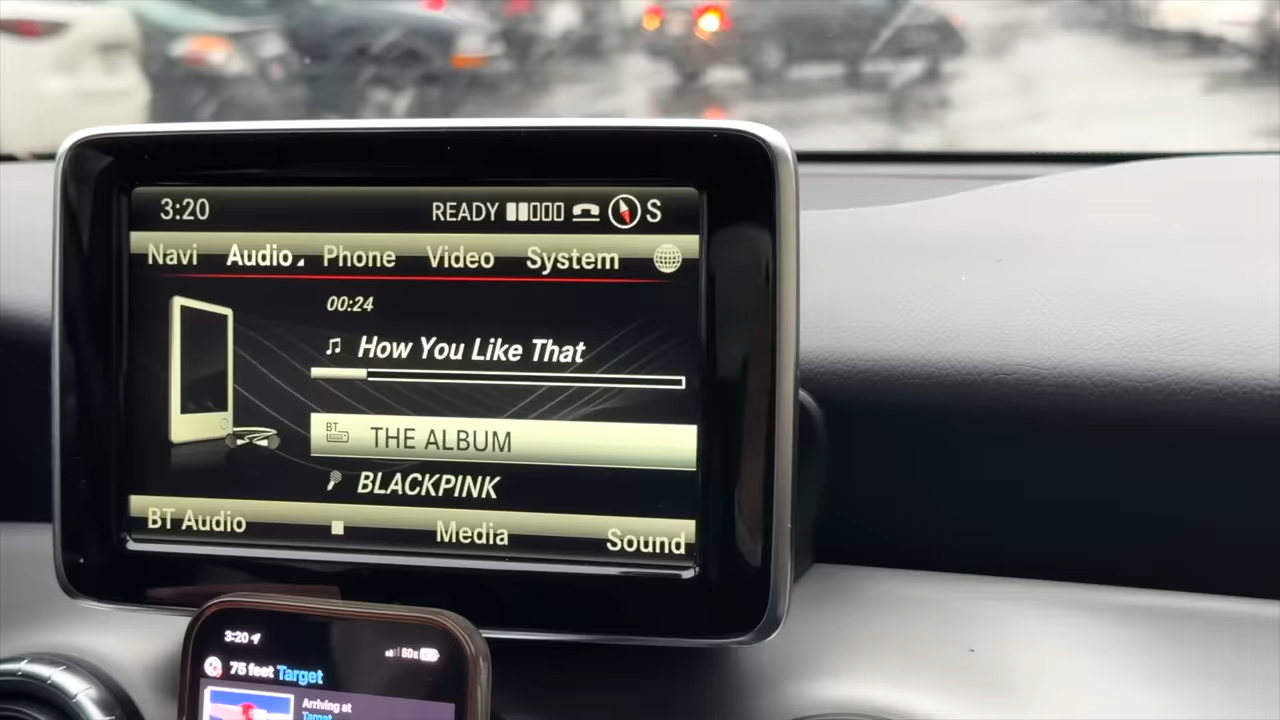 3:20 READY S
Navi Audio Phone Video System
00:24
How You Like That
BT THE ALBUM
BLACKPINK
BT Audio Media Sound
3:20
75 feet Target
Arriving at
Target